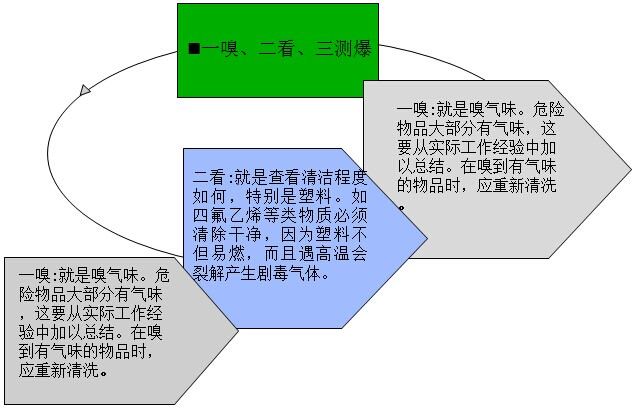 ■一嗅、二看、三测爆
一嗅:就是嗅气味。危险
物品大部分有气味，这
要从实际工作经验中加
以总结。在嗅到有气味
的物品时，应重新清洗
。
二看:就是查看清洁程度
如何，特别是塑料。如
四氟乙烯等类物质必须
清除干净，因为塑料不
但易燃，而且遇高温会
裂解产生剧毒气体。
一嗅:就是嗅气味。危
险物品大部分有气味
，这要从实际工作经
验中加以总结。在嗅
到有气味的物品时，
应重新清洗。